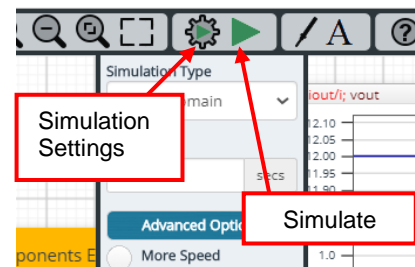 A
?
Simulation Type
omain
iout/i; vout
12.10
12.05
12.00
11.95
11.90
Simulation
Settings
secs
Advanced Optio
Simulate
ponents E
More Speed
1.0